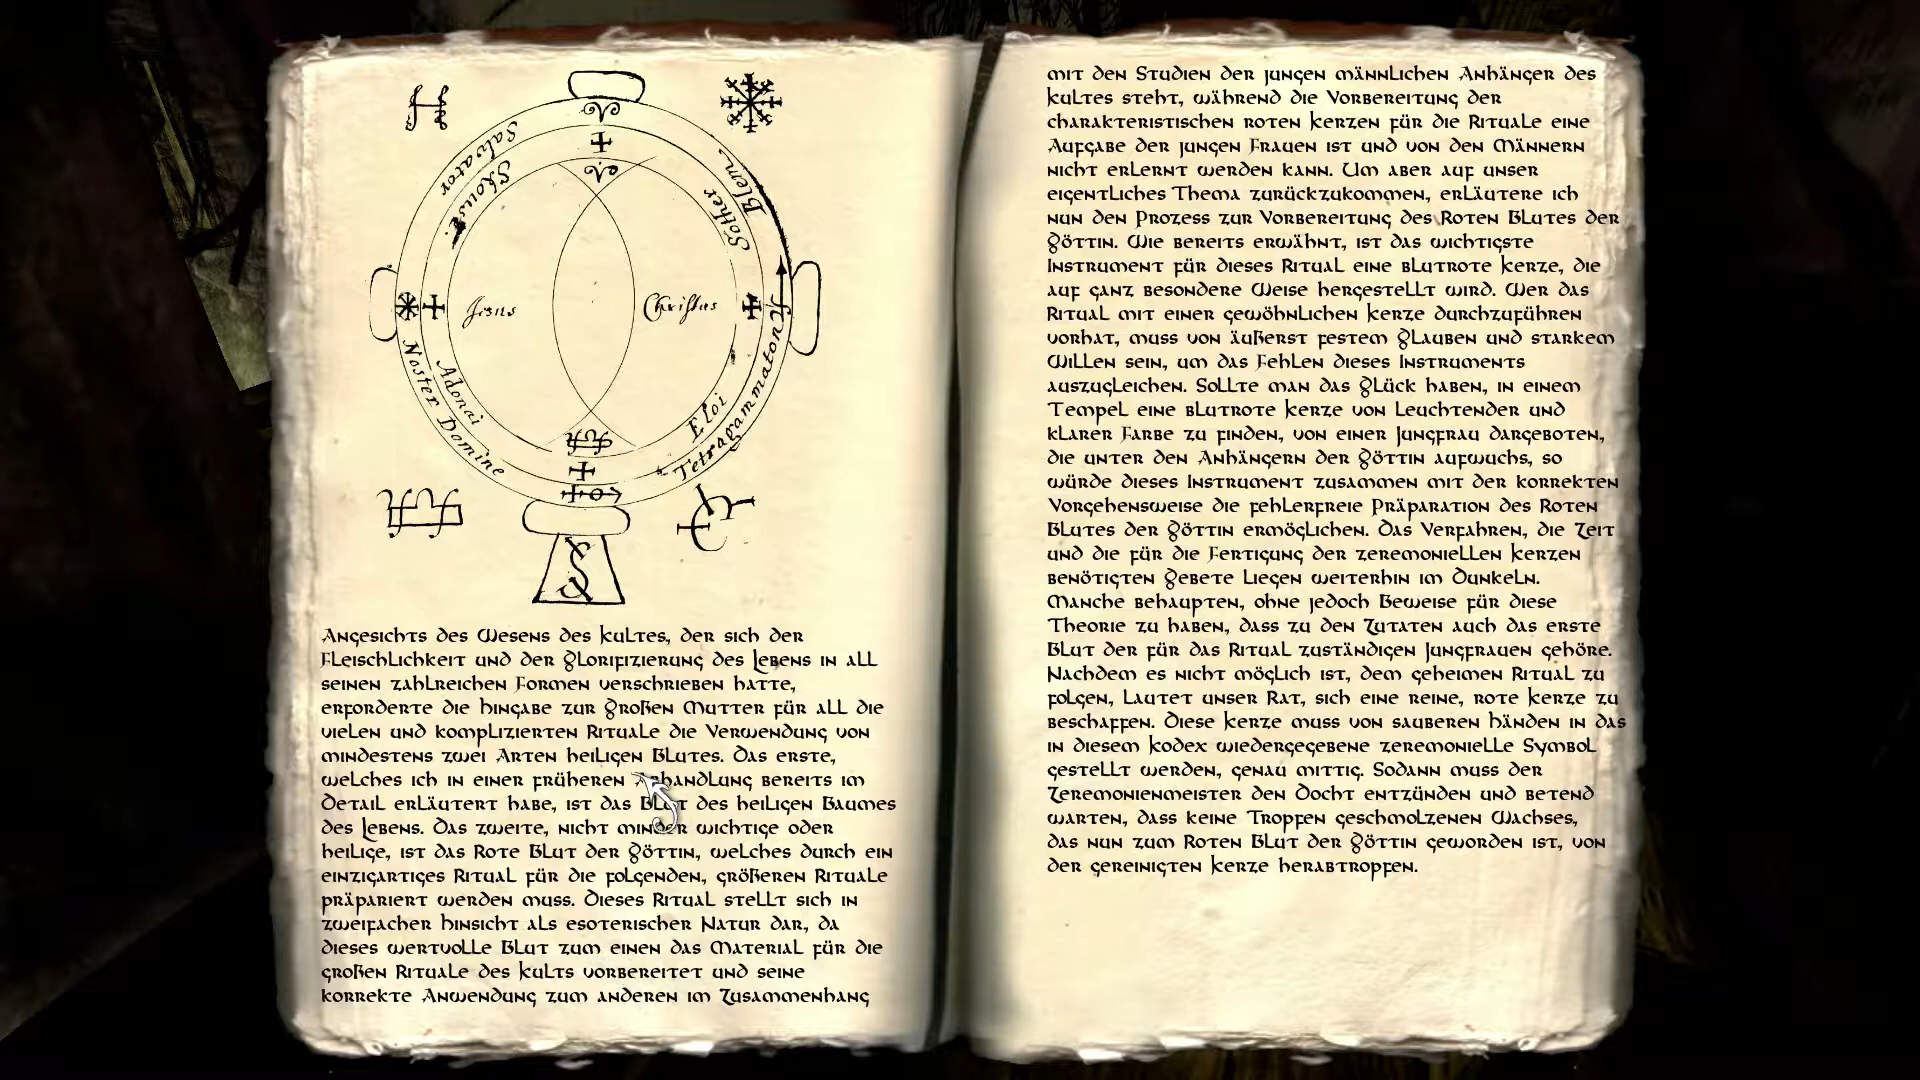 Salvator
Skouse.
Blem.
Sother
Jesus
Christus
Noster Domine
Adonai
Eloi
Tetragammaton
Angesichts des Wesens des Kultes, der sich der
Fleischlichkeit und der Glorifizierung des Lebens in all
seinen zahlreichen Formen verschrieben hatte,
erforderte die Hingabe zur Großen Mutter für all die
vielen und komplizierten Rituale die Verwendung von
mindestens zwei Arten heiligen Blutes. Das erste,
welches ich in einer früheren Abhandlung bereits im
Detail erläutert habe, ist das Blut des heiligen Baumes
des Lebens. Das zweite, nicht minder wichtige oder
heilige, ist das Rote Blut der Göttin, welches durch ein
einzigartiges Ritual für die folgenden, größeren Rituale
präpariert werden muss. Dieses Ritual stellt sich in
zweifacher Hinsicht als esoterischer Natur dar, da
dieses wertvolle Blut zum einen das Material für die
großen Rituale des Kults vorbereitet und seine
korrekte Anwendung zum anderen im Zusammenhang
mit den Studien der jungen männlichen Anhänger des
Kultes steht, während die Vorbereitung der
charakteristischen roten Kerzen für die Rituale eine
Aufgabe der jungen Frauen ist und von den Männern
nicht erlernt werden kann. Um aber auf unser
eigentliches Thema zurückzukommen, erläutere ich
nun den Prozess zur Vorbereitung des Roten Blutes der
Göttin. Wie bereits erwähnt, ist das wichtigste
Instrument für dieses Ritual eine blutrote Kerze, die
auf ganz besondere Weise hergestellt wird. Wer das
Ritual mit einer gewöhnlichen Kerze durchzuführen
vorhat, muss von äußerst festem Glauben und starkem
Willen sein, um das Fehlen dieses Instruments
auszugleichen. Sollte man das Glück haben, in einem
Tempel eine blutrote Kerze von leuchtender und
klarer Farbe zu finden, von einer Jungfrau dargeboten,
die unter den Anhängern der Göttin aufwuchs, so
würde dieses Instrument zusammen mit der korrekten
Vorgehensweise die fehlerfreie Präparation des Roten
Blutes der Göttin ermöglichen. Das Verfahren, die Zeit
und die für die Fertigung der zeremoniellen Kerzen
benötigten Gebete liegen weiterhin im Dunkeln.
Manche behaupten, ohne jedoch Beweise für diese
Theorie zu haben, dass zu den Zutaten auch das erste
Blut der für das Ritual zuständigen Jungfrauen gehöre.
Nachdem es nicht möglich ist, dem geheimen Ritual zu
folgen, lautet unser Rat, sich eine reine, rote Kerze zu
beschaffen. Diese Kerze muss von sauberen Händen in das
in diesem Kodex wiedergegebene zeremonielle Symbol
gestellt werden, genau mittig. Sodann muss der
Zeremonienmeister den Docht entzünden und betend
warten, dass keine Tropfen geschmolzenen Wachses,
das nun zum Roten Blut der Göttin geworden ist, von
der gereinigten Kerze herabtropfen.